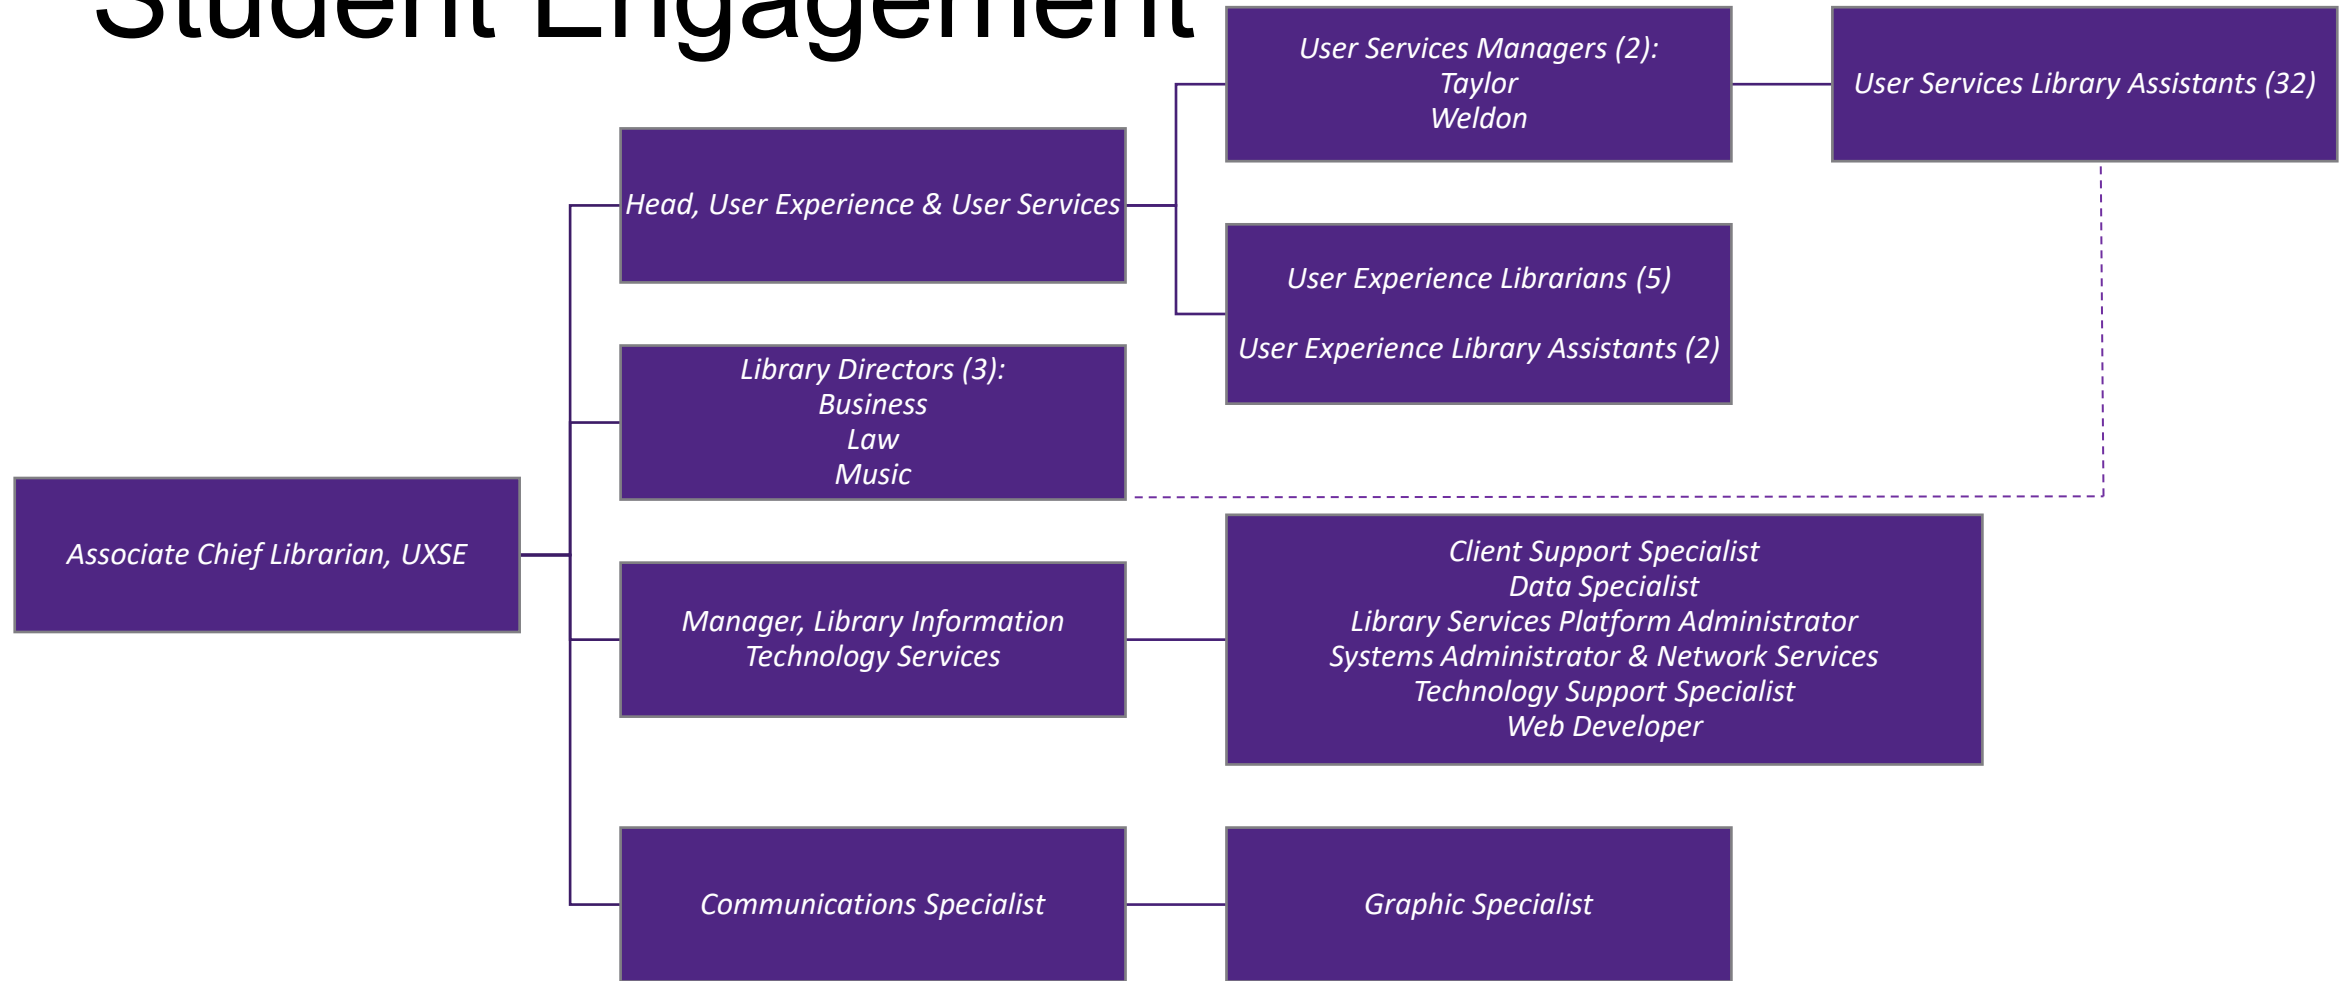 Student Engagement
User Services Managers (2):
Taylor
Weldon
User Services Library Assistants (32)
Head, User Experience & User Services
User Experience Librarians (5)
User Experience Library Assistants (2)
Library Directors (3):
Business
Law
Music
Associate Chief Librarian, UXSE
Manager, Library Information
Technology Services
Client Support Specialist
Data Specialist
Library Services Platform Administrator
Systems Administrator & Network Services
Technology Support Specialist
Web Developer
Communications Specialist
Graphic Specialist